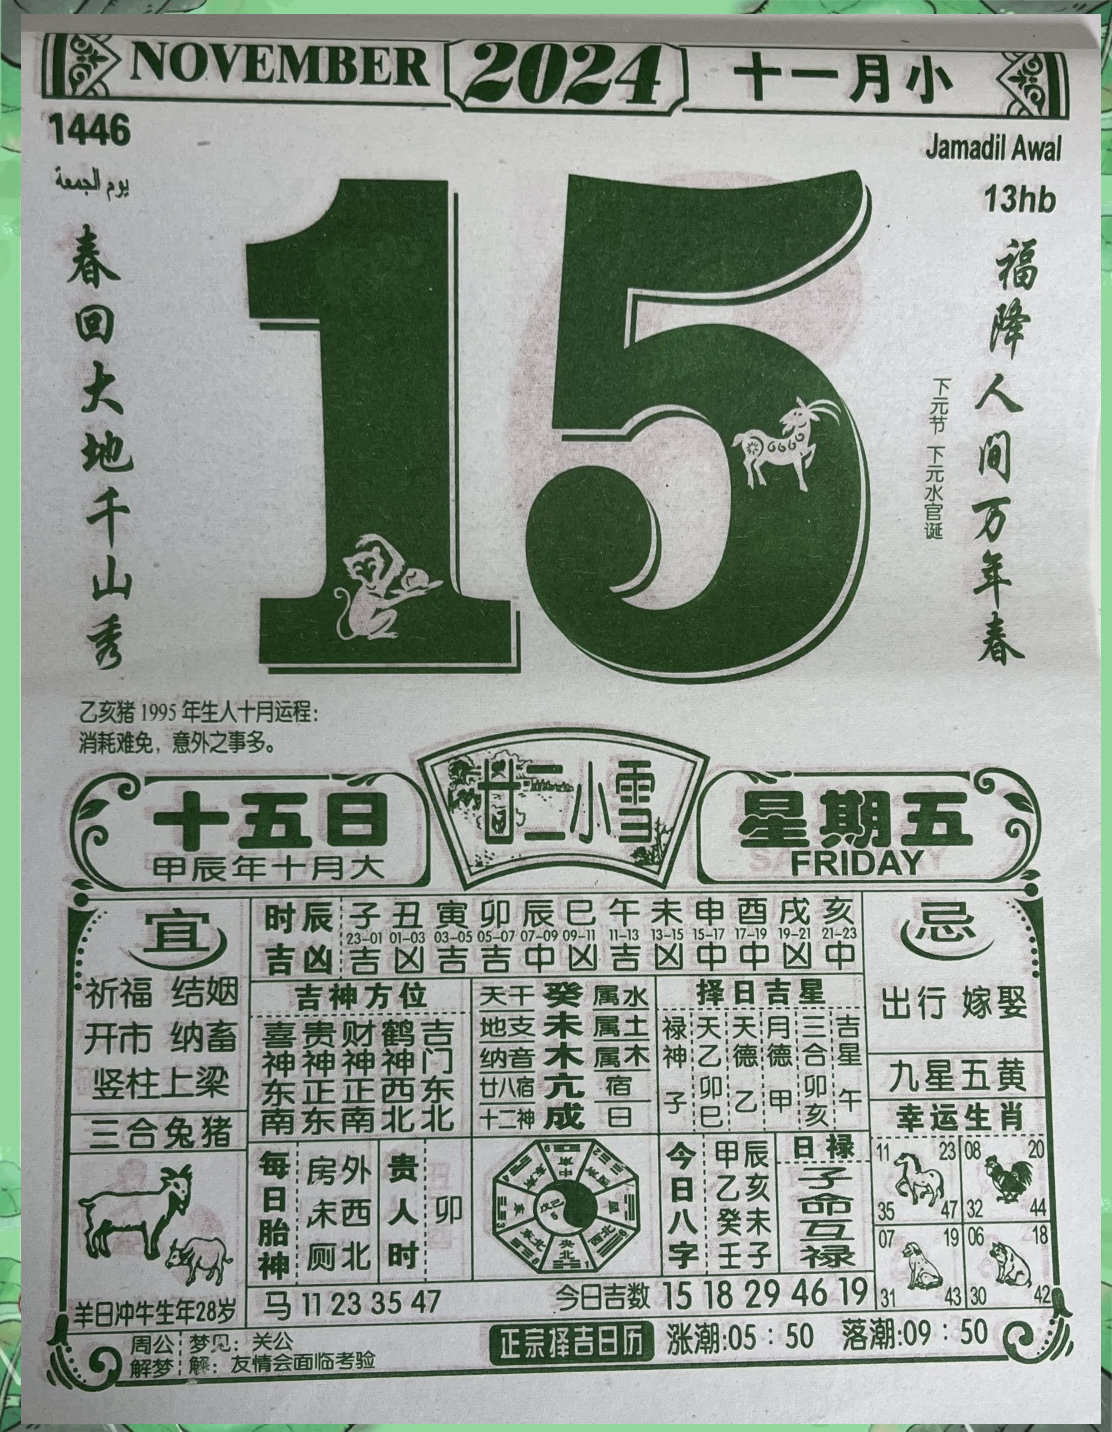 NOVEMBER 2024 十一月小
1446
يوم الجمعة
Jamadil Awal
13hb
15
春回大地千山秀
福降人间万年春
下元节 下元水官诞
乙亥猪1995年生人十月运程：
消耗难免，意外之事多。
廿二小雪
十五日
甲辰年十月大
星期五
FRIDAY
宜
祈福 结姻
开市 纳畜
竖柱上梁
三合兔猪
羊日冲牛生年28岁
时辰 子 丑 寅 卯 辰 巳 午 未 申 酉 戌 亥
23-01 01-03 03-05 05-07 07-09 09-11 11-13 13-15 15-17 17-19 19-21 21-23
吉凶 吉 凶 吉 吉 中 凶 吉 凶 中 中 凶 中
吉神方位
喜神东南
贵神正东
财神正南
鹤神西北
吉门东北
天干 癸 属水
地支 未 属土
纳音 木 属木
廿八宿 亢 宿
十二神 成 日
择日吉星
禄神 子
天乙 卯巳
天德 乙
月德 甲
三合 卯亥
吉星 午
忌
出行 嫁娶
九星五黄
幸运生肖
11 23 35 47
08 20 32 44
07 19 31 43
06 18 30 42
每日胎神
房未厕
外西北
贵人时
卯
东北
西北
今日八字
甲辰
乙亥
癸未
壬子
日禄
子命互禄
马 11 23 35 47
今日吉数 15 18 29 46 19
周公解梦
梦见：关公
解：友情会面临考验
正宗择吉日历
涨潮:05：50 落潮:09：50